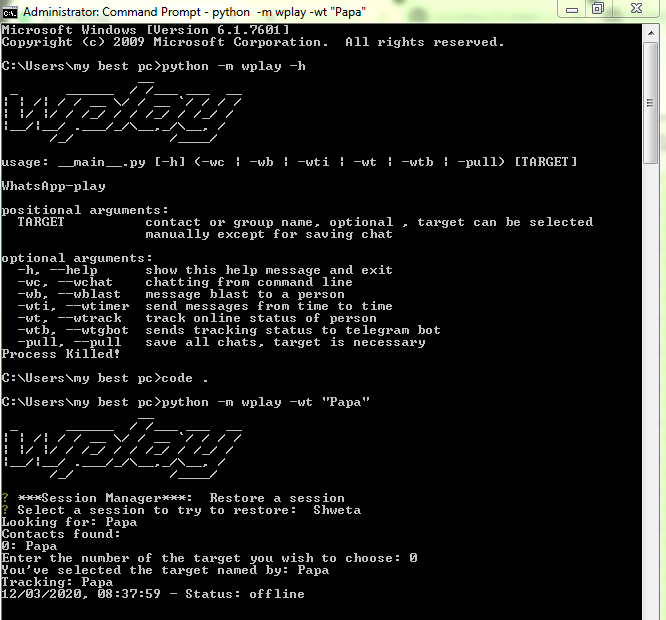 Administrator: Command Prompt - python -m wplay -wt "Papa"
Microsoft Windows [Version 6.1.7601]
Copyright (c) 2009 Microsoft Corporation.  All rights reserved.
C:\Users\my best pc>python -m wplay -h
wplay
usage: __main__.py [-h] (-wc | -wb | -wti | -wt | -wtb | -pull) [TARGET]
WhatsApp-play
positional arguments:
  TARGET          contact or group name, optional , target can be selected
                  manually except for saving chat
optional arguments:
  -h, --help      show this help message and exit
  -wc, --wchat    chatting from command line
  -wb, --wblast   message blast to a person
  -wti, --wtimer  send messages from time to time
  -wt, --wtrack   track online status of person
  -wtb, --wtgbot  sends tracking status to telegram bot
  -pull, --pull   save all chats, target is necessary
Process Killed!
C:\Users\my best pc>code .
C:\Users\my best pc>python -m wplay -wt "Papa"
wplay
? ***Session Manager***:  Restore a session
? Select a session to try to restore:  Shweta
Looking for: Papa
Contacts found:
0: Papa
Enter the number of the target you wish to choose: 0
You've selected the target named by: Papa
Tracking: Papa
12/03/2020, 08:37:59 - Status: offline